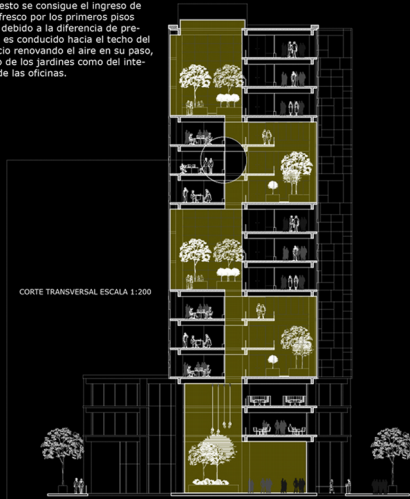 esto se consigue el ingreso de
fresco por los primeros pisos
debido a la diferencia de pre-
es conducido hacia el techo del
cio renovando el aire en su paso,
o de los jardines como del inte-
de las oficinas.
CORTE TRANSVERSAL ESCALA 1:200